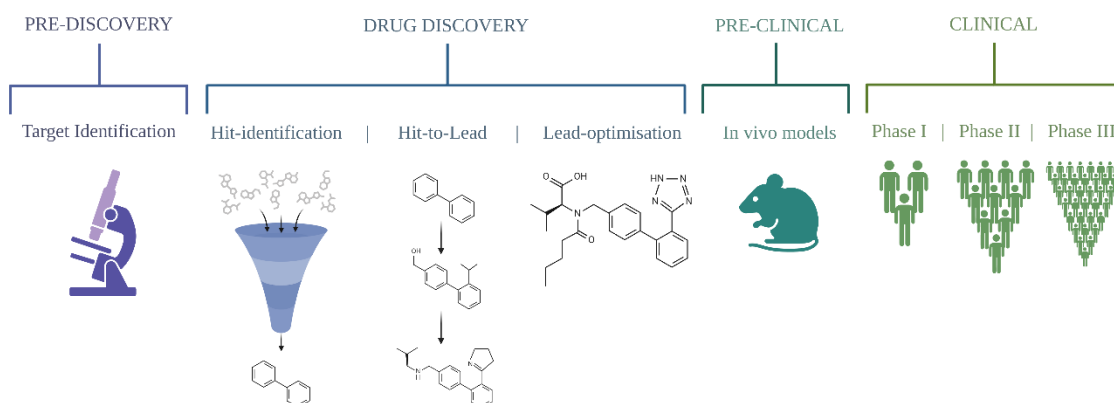 PRE-DISCOVERY DRUG DISCOVERY PRE-CLINICAL CLINICAL
Target Identification Hit-identification | Hit-to-Lead | Lead-optimisation In vivo models Phase I | Phase II | Phase III
O OH HN N N N
N
O
OH
N
N
H